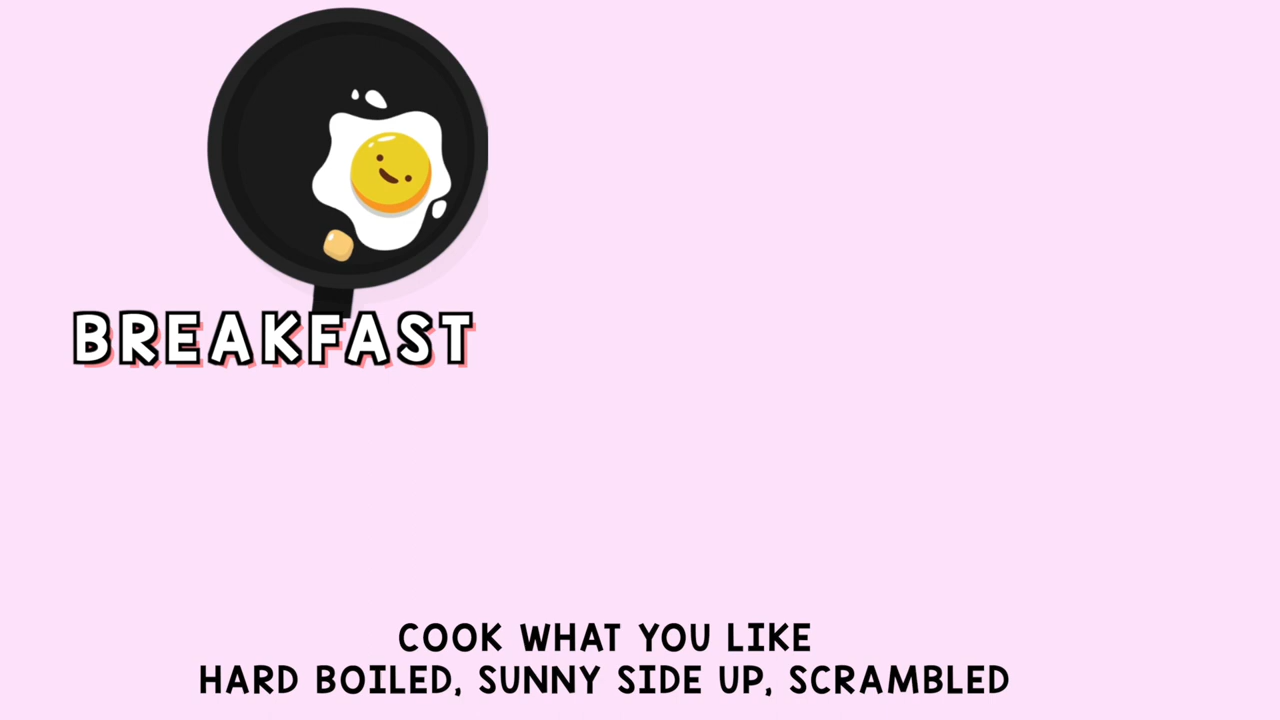 BREAKFAST
COOK WHAT YOU LIKE
HARD BOILED, SUNNY SIDE UP, SCRAMBLED